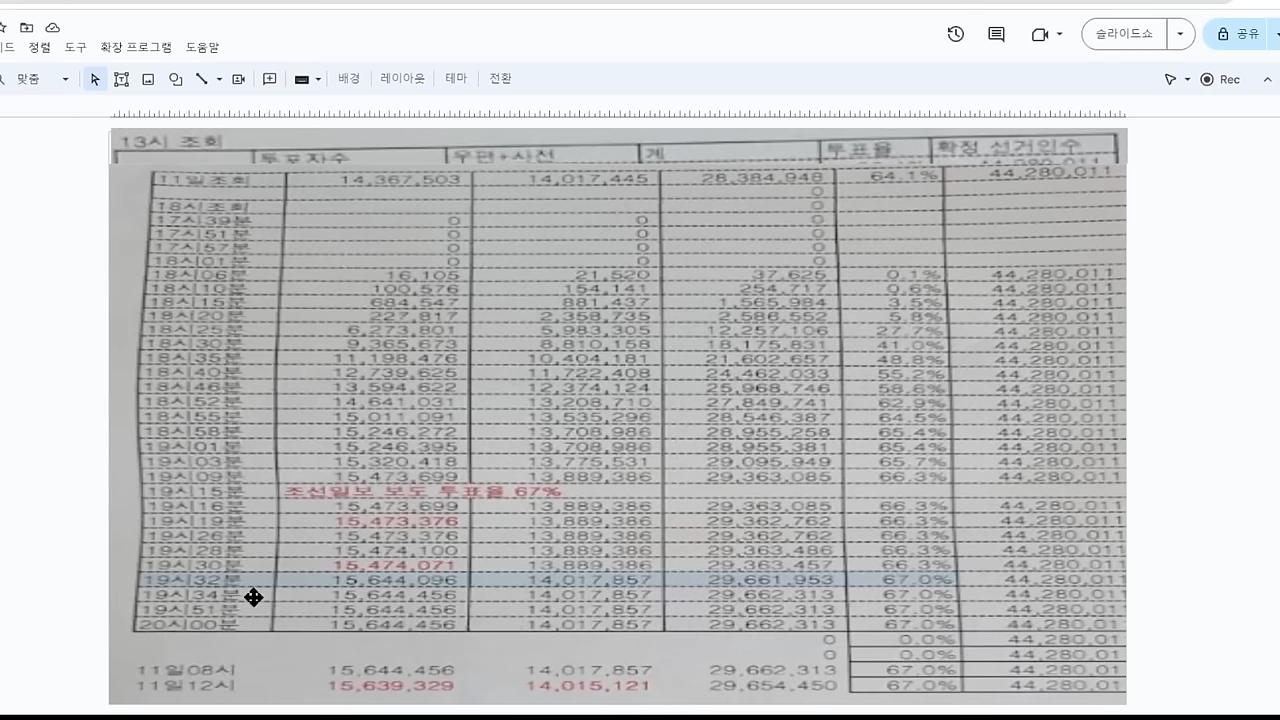 정렬 도구 확장 프로그램 도움말
슬라이드쇼 공유
맞춤 배경 레이아웃 테마 전환 Rec
13시 조회
투표자수 우편+사전 계 투표율 확정 선거인수
11일조회 14,367,503 14,017,445 28,384,948 64.1% 44,280,011
0
18시조회 0
17시39분 0 0 0
17시51분 0 0 0
17시57분 0 0 0
18시01분 0 0 0
18시06분 16,105 21,520 37,625 0.1% 44,280,011
18시10분 100,576 154,141 254,717 0.6% 44,280,011
18시15분 684,547 881,437 1,565,984 3.5% 44,280,011
18시20분 227,817 2,358,735 2,586,552 5.8% 44,280,011
18시25분 6,273,801 5,983,305 12,257,106 27.7% 44,280,011
18시30분 9,365,673 8,810,158 18,175,831 41.0% 44,280,011
18시35분 11,198,476 10,404,181 21,602,657 48.8% 44,280,011
18시40분 12,739,625 11,722,408 24,462,033 55.2% 44,280,011
18시46분 13,594,622 12,374,124 25,968,746 58.6% 44,280,011
18시52분 14,641,031 13,208,710 27,849,741 62.9% 44,280,011
18시55분 15,011,091 13,535,296 28,546,387 64.5% 44,280,011
18시58분 15,246,272 13,708,986 28,955,258 65.4% 44,280,011
19시01분 15,246,395 13,708,986 28,955,381 65.4% 44,280,011
19시03분 15,320,418 13,775,531 29,095,949 65.7% 44,280,011
19시09분 15,473,699 13,889,386 29,363,085 66.3% 44,280,011
19시15분 조선일보 보도 투표율 67%
19시16분 15,473,699 13,889,386 29,363,085 66.3% 44,280,011
19시19분 15,473,376 13,889,386 29,362,762 66.3% 44,280,011
19시26분 15,473,376 13,889,386 29,362,762 66.3% 44,280,011
19시28분 15,474,100 13,889,386 29,363,486 66.3% 44,280,011
19시30분 15,474,071 13,889,386 29,363,457 66.3% 44,280,011
19시32분 15,644,096 14,017,857 29,661,953 67.0% 44,280,011
19시34분 15,644,456 14,017,857 29,662,313 67.0% 44,280,011
19시51분 15,644,456 14,017,857 29,662,313 67.0% 44,280,011
20시00분 15,644,456 14,017,857 29,662,313 67.0% 44,280,011
0 0.0% 44,280,01
0 0.0% 44,280,01
11일08시 15,644,456 14,017,857 29,662,313 67.0% 44,280,01
11일12시 15,639,329 14,015,121 29,654,450 67.0% 44,280,01